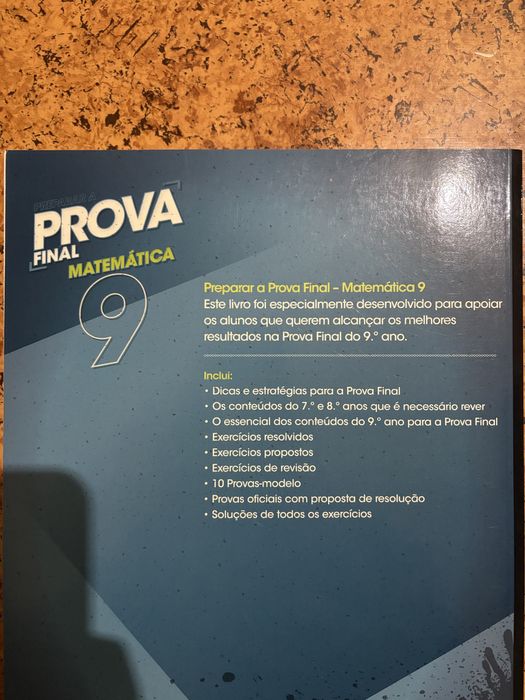 PREPARAR A
PROVA
FINAL
MATEMÁTICA
9
Preparar a Prova Final – Matemática 9
Este livro foi especialmente desenvolvido para apoiar
os alunos que querem alcançar os melhores
resultados na Prova Final do 9.º ano.
Inclui:
• Dicas e estratégias para a Prova Final
• Os conteúdos do 7.º e 8.º anos que é necessário rever
• O essencial dos conteúdos do 9.º ano para a Prova Final
• Exercícios resolvidos
• Exercícios propostos
• Exercícios de revisão
• 10 Provas-modelo
• Provas oficiais com proposta de resolução
• Soluções de todos os exercícios